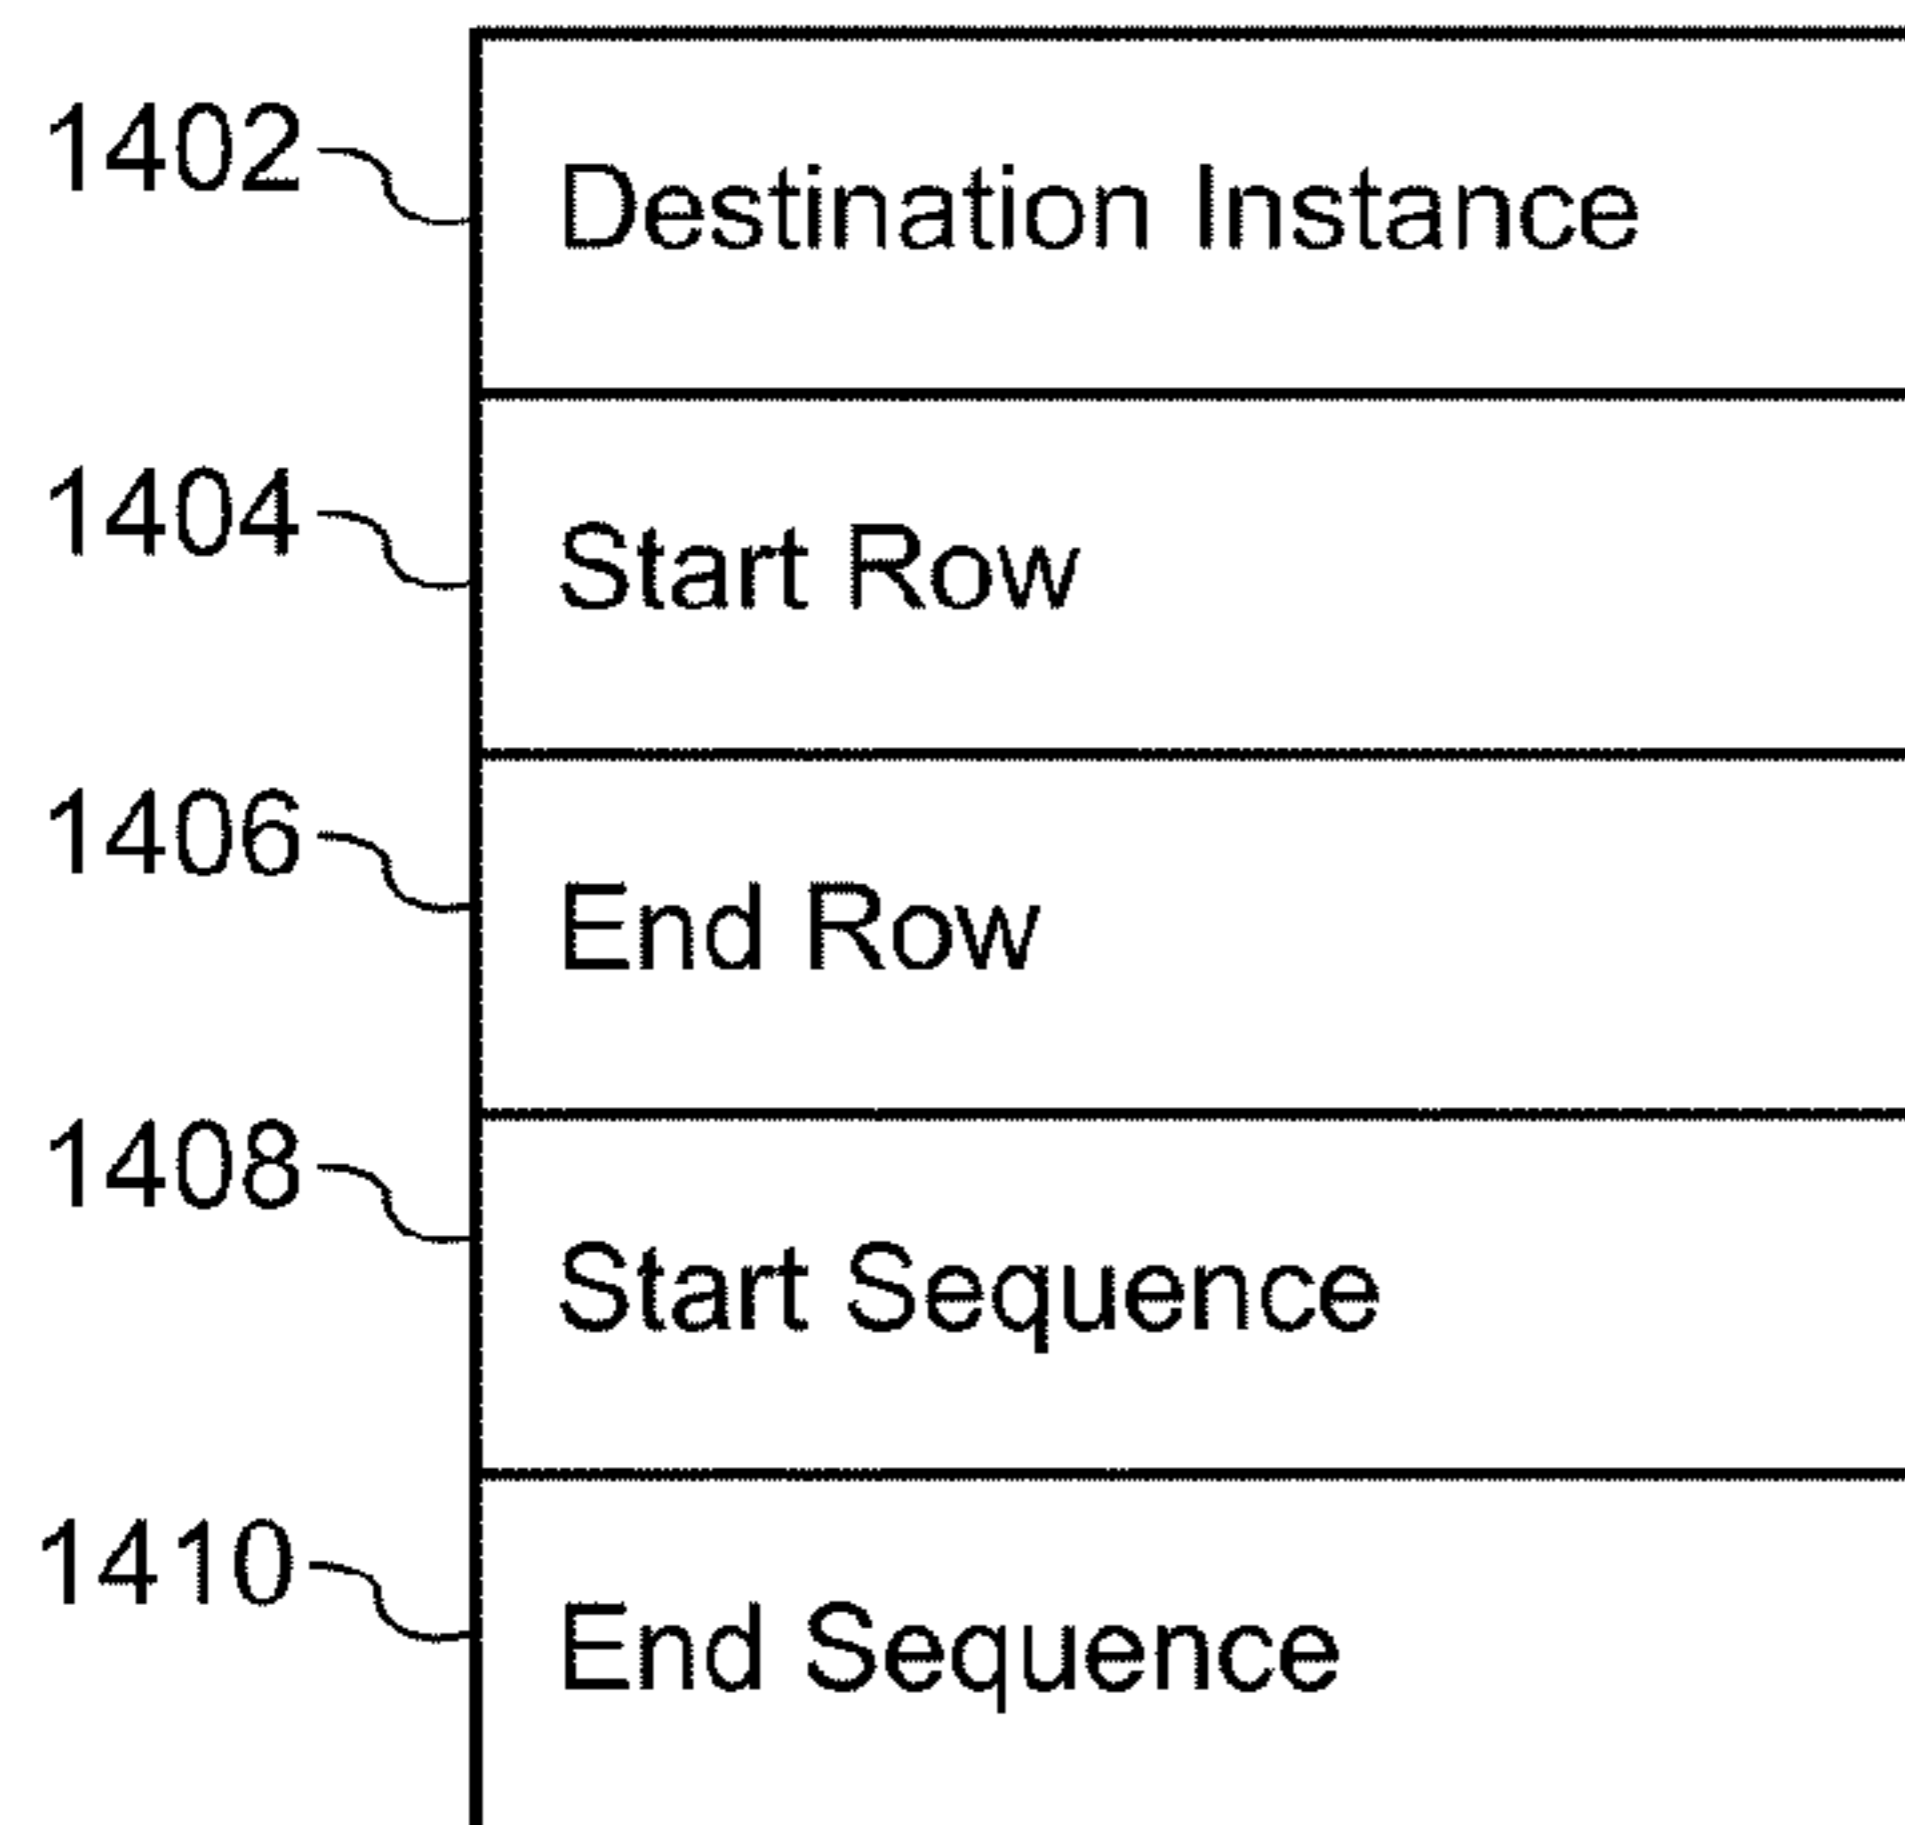 1402 Destination Instance
1404 Start Row
1406 End Row
1408 Start Sequence
1410 End Sequence